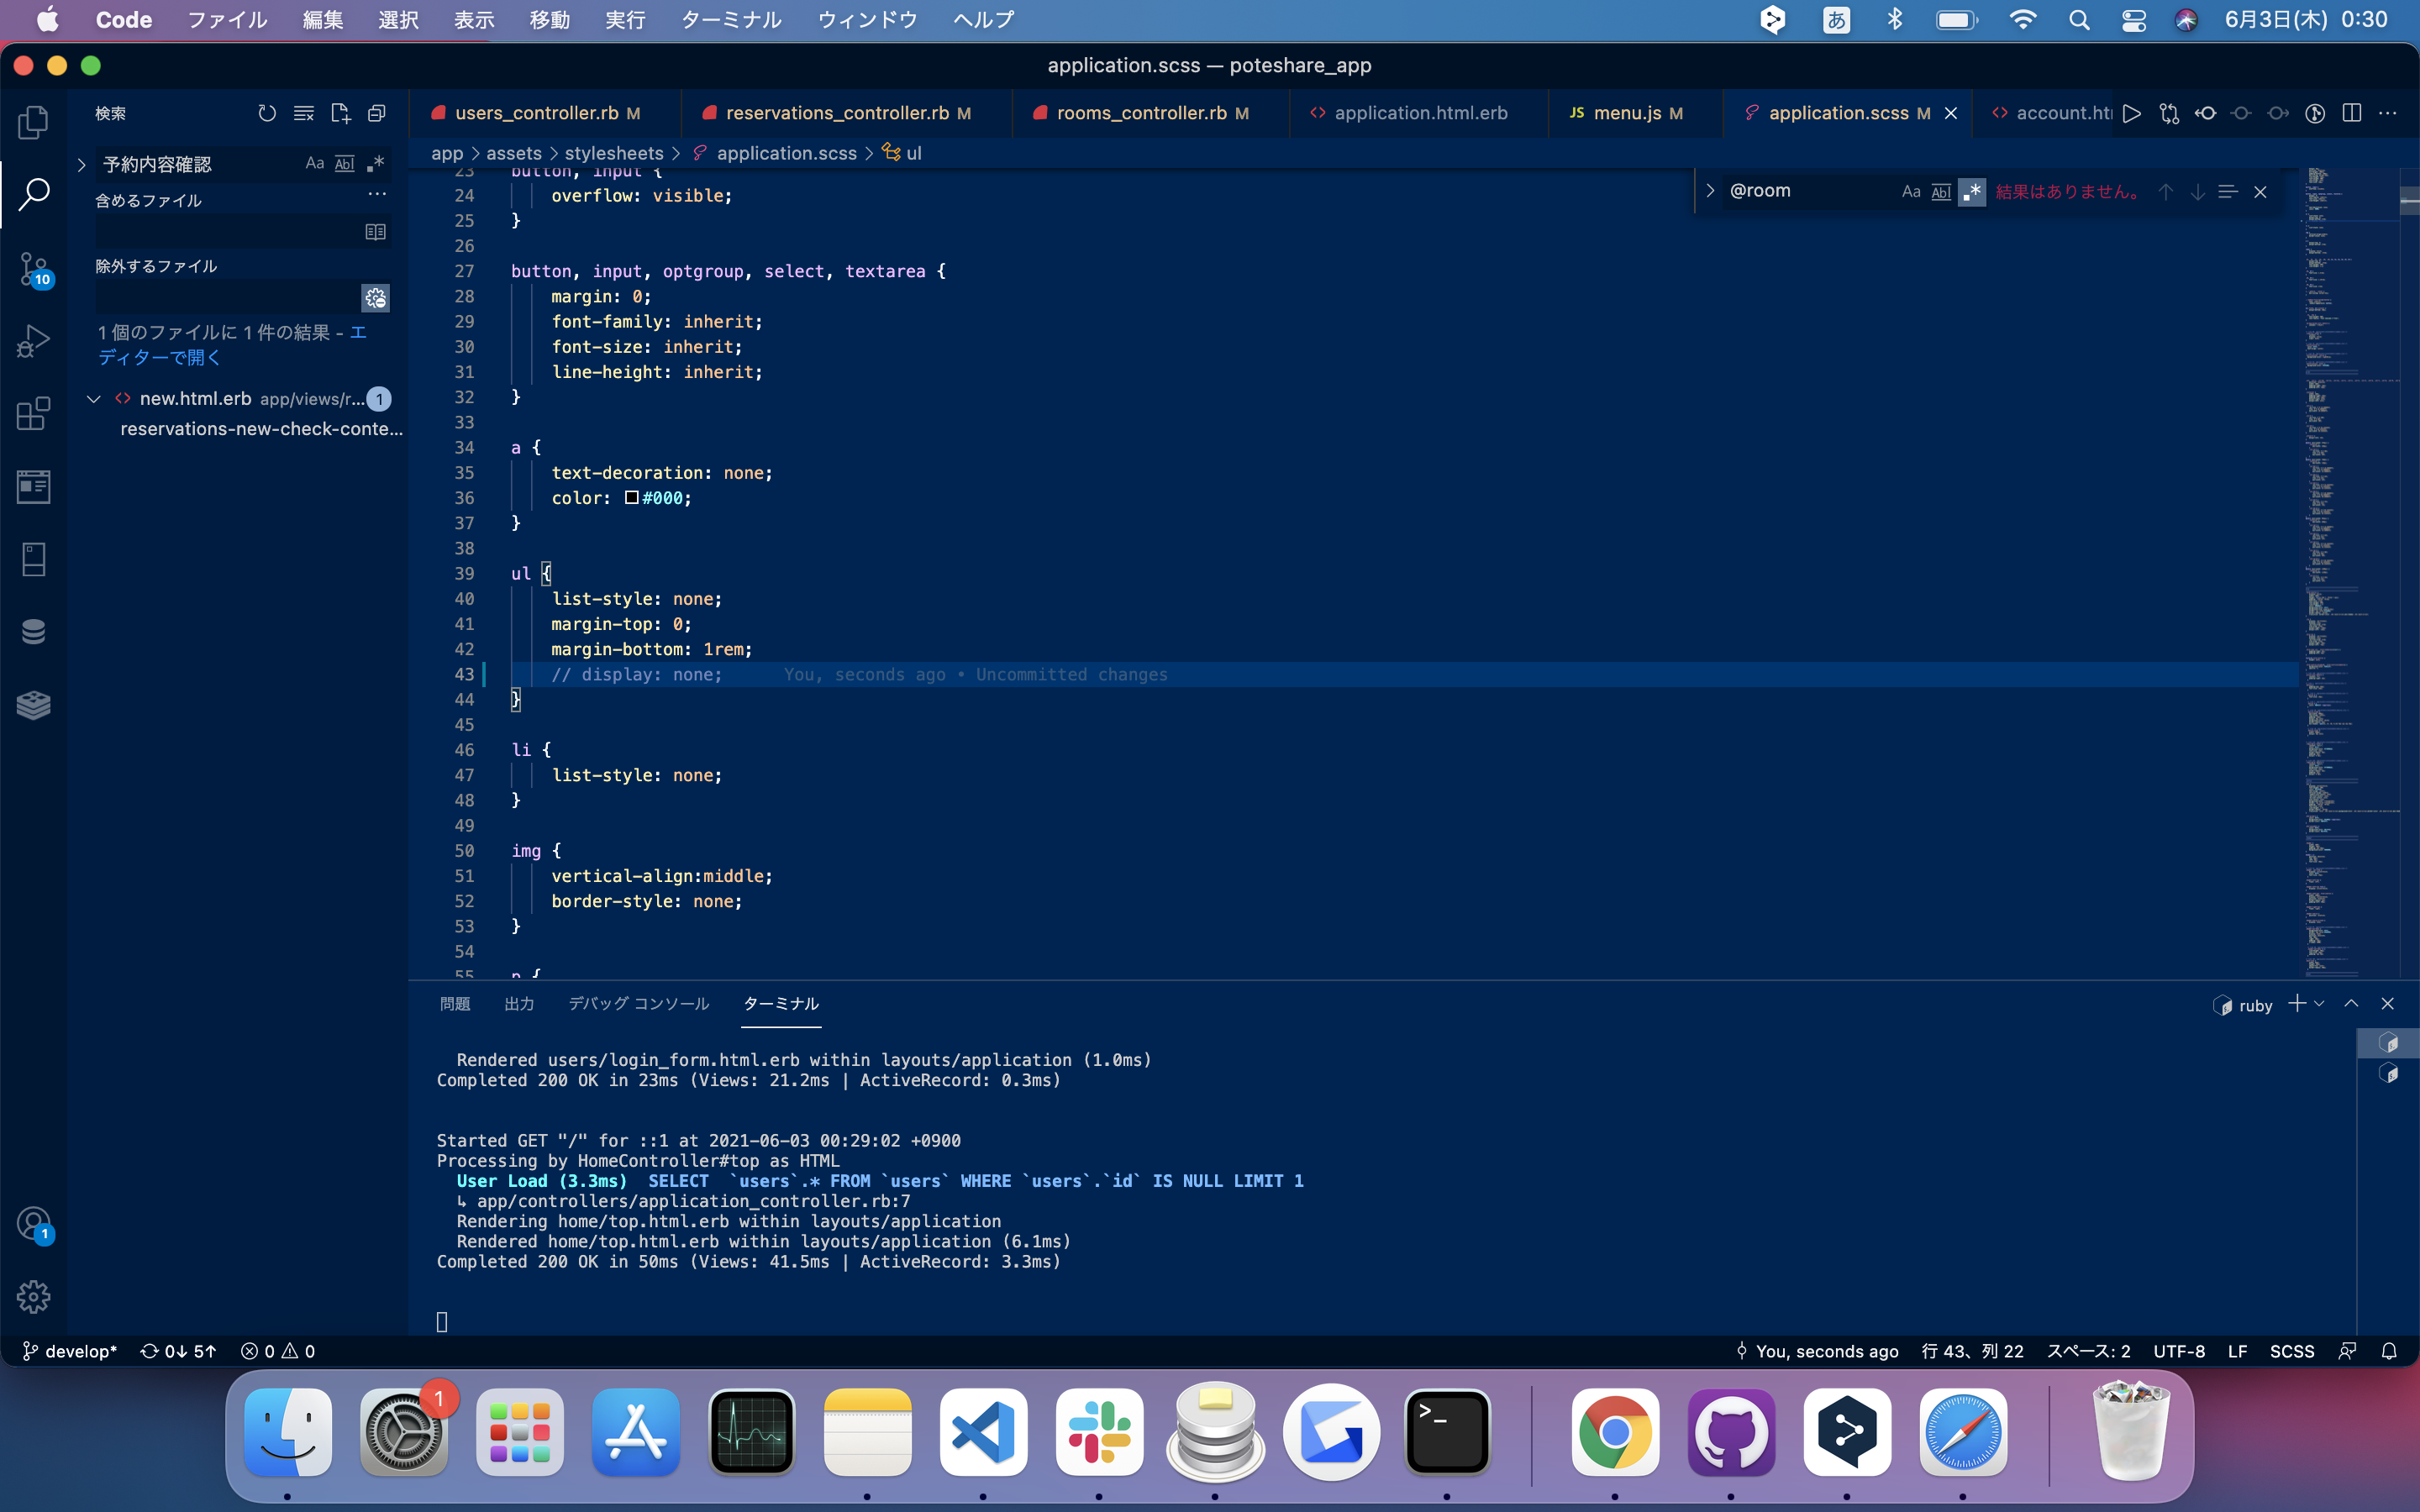 Code ファイル 編集 選択 表示 移動 実行 ターミナル ウィンドウ ヘルプ あ 6月3日(木) 0:30
application.scss — poteshare_app
検索
users_controller.rb M
reservations_controller.rb M
rooms_controller.rb M
application.html.erb
JS menu.js M
application.scss M
account.ht
app > assets > stylesheets > application.scss > ul
予約内容確認 Aa Abl .*
含めるファイル ...
除外するファイル
1 個のファイルに 1 件の結果 - エ
ディターで開く
new.html.erb app/views/r... 1
reservations-new-check-conte...
10
1
@room Aa Abl .* 結果はありません。
23 button, input {
24 overflow: visible;
25 }
26
27 button, input, optgroup, select, textarea {
28 margin: 0;
29 font-family: inherit;
30 font-size: inherit;
31 line-height: inherit;
32 }
33
34 a {
35 text-decoration: none;
36 color: #000;
37 }
38
39 ul {
40 list-style: none;
41 margin-top: 0;
42 margin-bottom: 1rem;
43 // display: none; You, seconds ago • Uncommitted changes
44 }
45
46 li {
47 list-style: none;
48 }
49
50 img {
51 vertical-align:middle;
52 border-style: none;
53 }
54
55 p {
問題 出力 デバッグ コンソール ターミナル
ruby
Rendered users/login_form.html.erb within layouts/application (1.0ms)
Completed 200 OK in 23ms (Views: 21.2ms | ActiveRecord: 0.3ms)
Started GET "/" for ::1 at 2021-06-03 00:29:02 +0900
Processing by HomeController#top as HTML
User Load (3.3ms) SELECT `users`.* FROM `users` WHERE `users`.`id` IS NULL LIMIT 1
↳ app/controllers/application_controller.rb:7
Rendering home/top.html.erb within layouts/application
Rendered home/top.html.erb within layouts/application (6.1ms)
Completed 200 OK in 50ms (Views: 41.5ms | ActiveRecord: 3.3ms)
develop* 0↓ 5↑ 0 0 You, seconds ago 行 43、列 22 スペース: 2 UTF-8 LF SCSS
1
>_